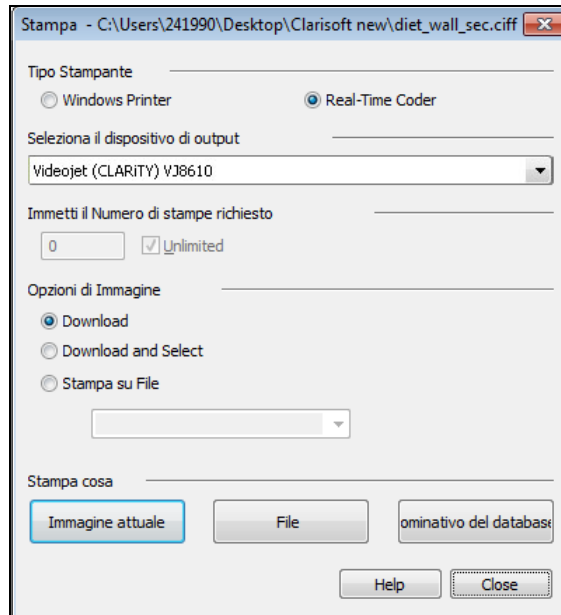 Stampa - C:\Users\241990\Desktop\Clarisoft new\diet_wall_sec.ciff
Tipo Stampante
Windows Printer Real-Time Coder
Seleziona il dispositivo di output
Videojet (CLARiTY) VJ8610
Immetti il Numero di stampe richiesto
0 Unlimited
Opzioni di Immagine
Download
Download and Select
Stampa su File
Stampa cosa
Immagine attuale File ominativo del database
Help Close